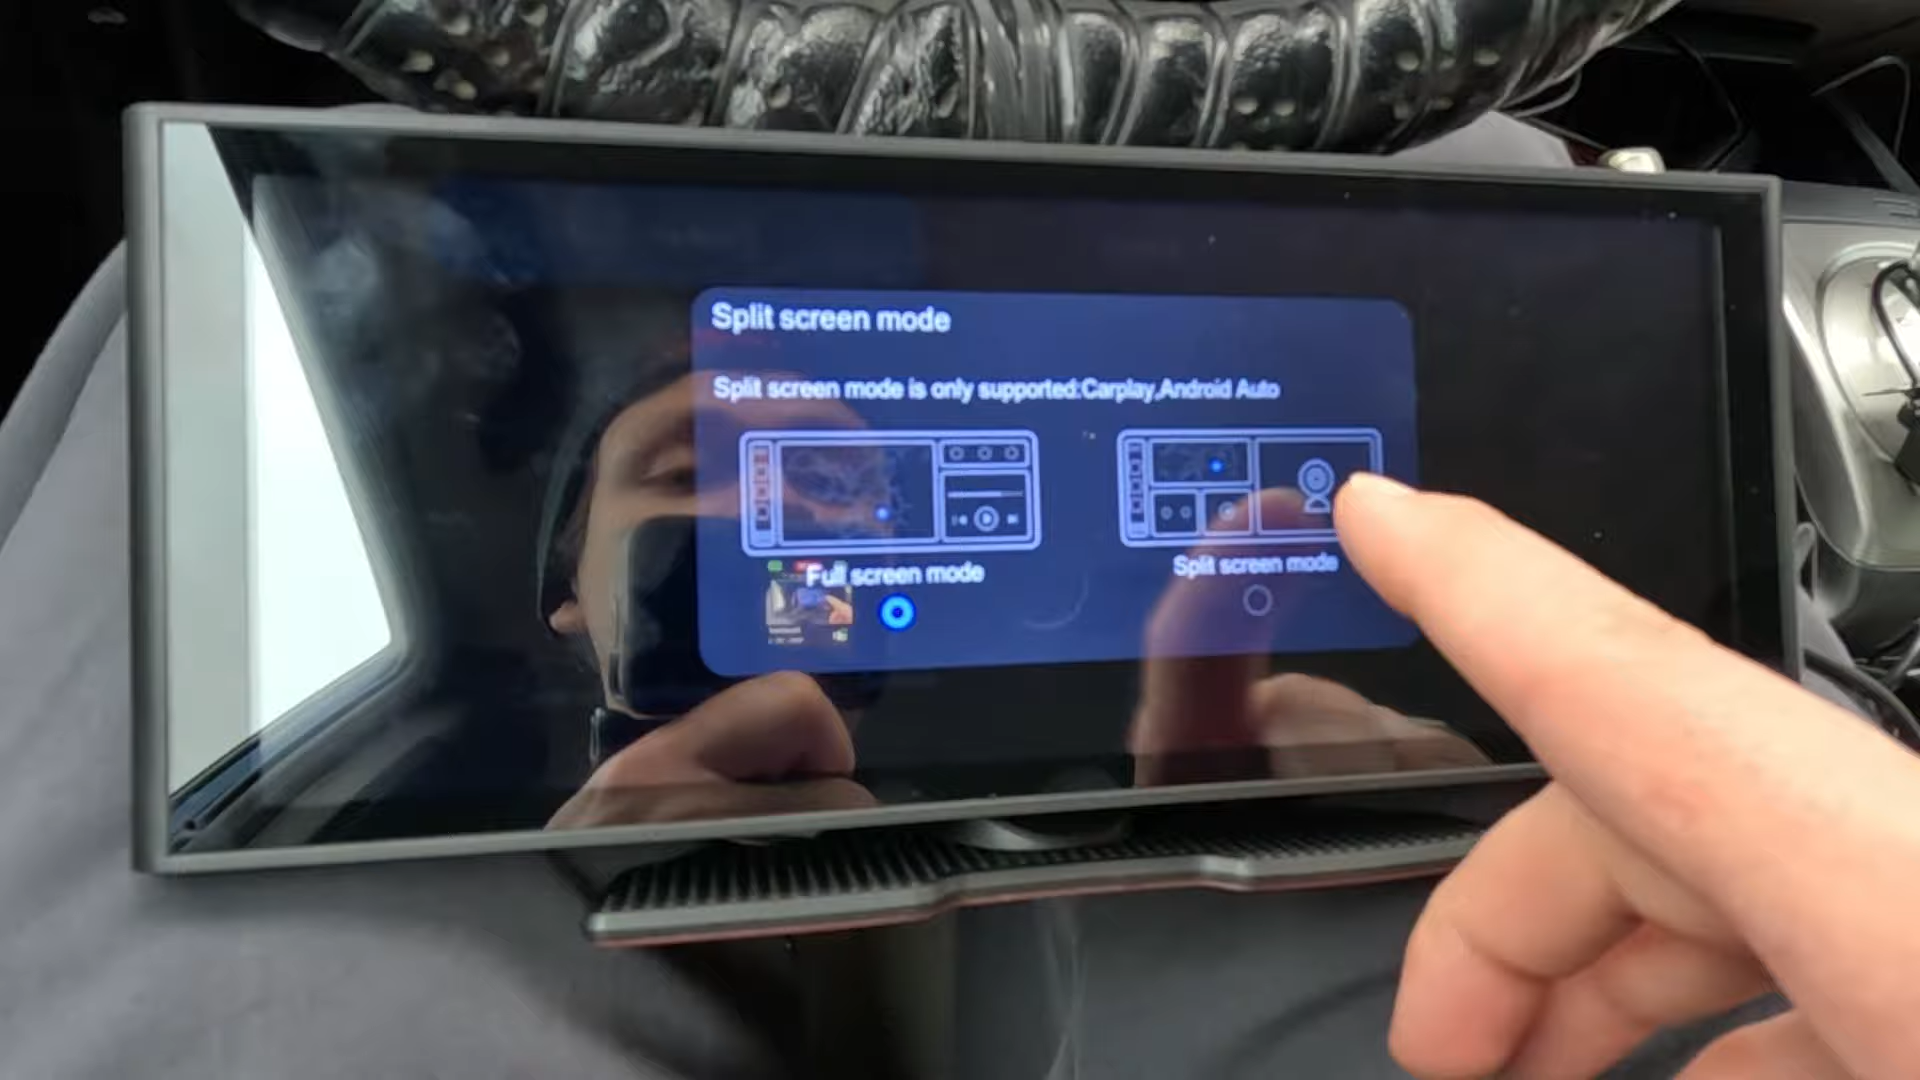 Split screen mode
Split screen mode is only supported:Carplay,Android Auto
Full screen mode
Split screen mode